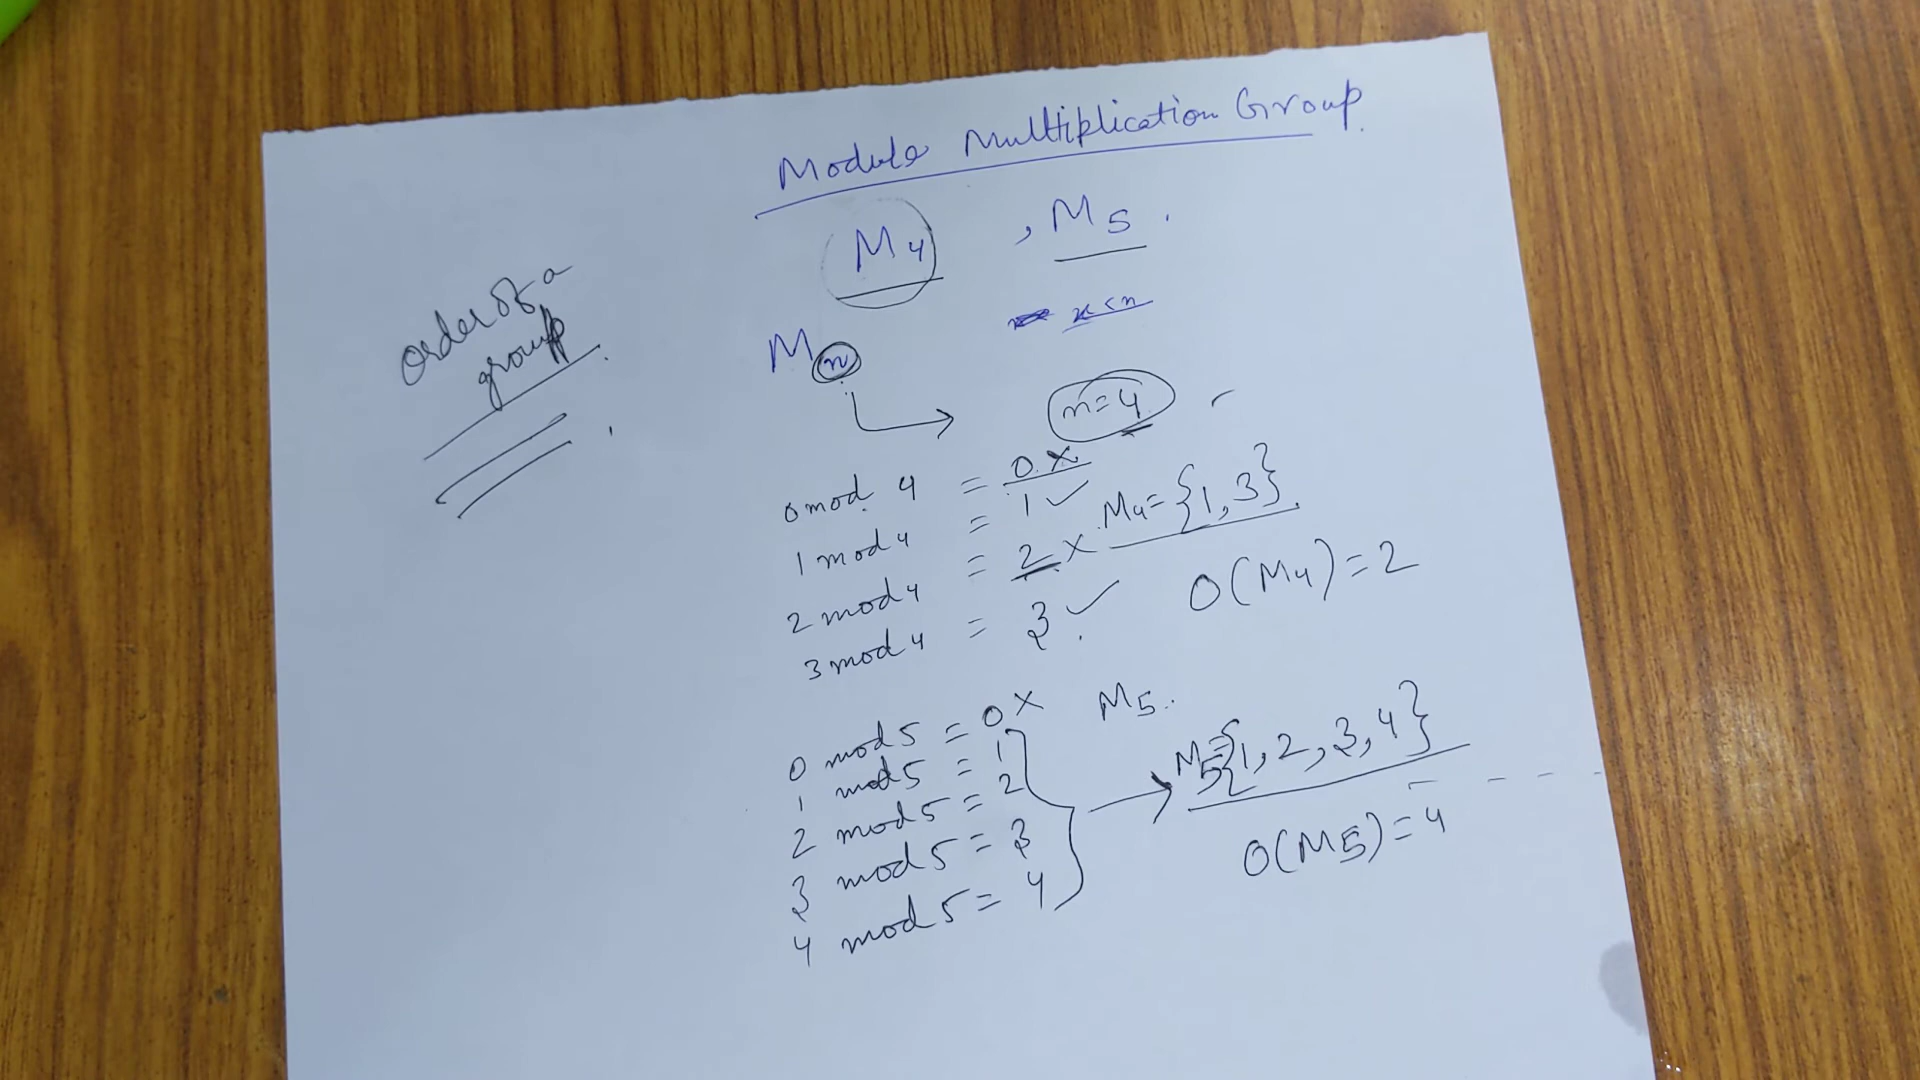 Module Multiplication Group.
M4 , M5 .
order of a
group
x<n
Mn
n=4
0 mod 4 = 0 ×
1 mod 4 = 1 ✓
M4 = {1, 3}
2 mod 4 = 2 ×
3 mod 4 = 3 ✓
O(M4) = 2
0 mod 5 = 0 ×
M5.
1 mod 5 = 1
2 mod 5 = 2
3 mod 5 = 3
4 mod 5 = 4
M5 = {1, 2, 3, 4}
O(M5) = 4